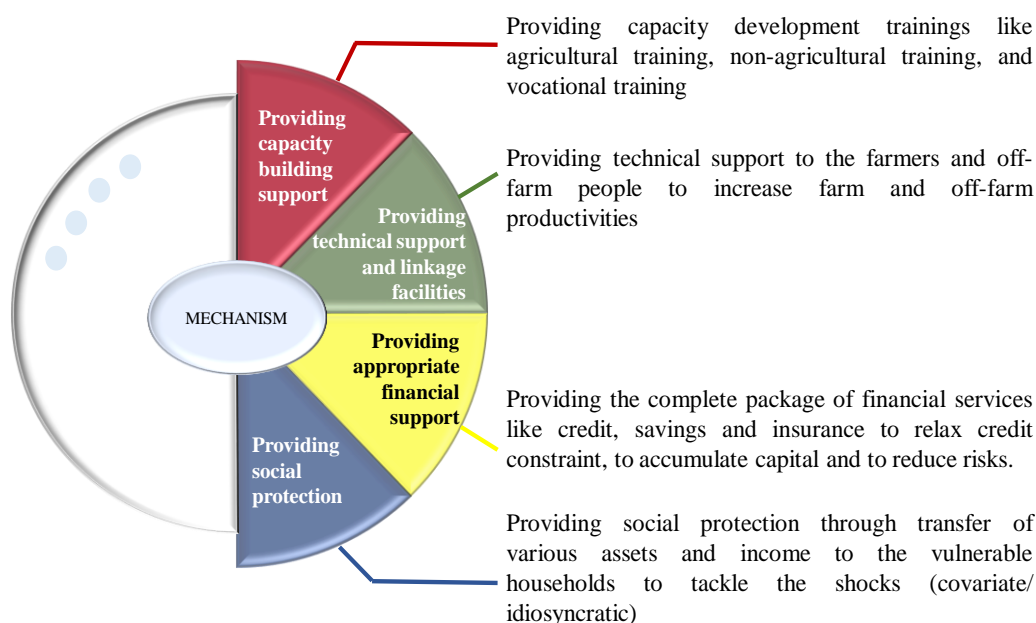 Providing capacity development trainings like
agricultural training, non-agricultural training, and
vocational training
Providing
capacity
building
support
Providing technical support to the farmers and off-
farm people to increase farm and off-farm
productivities
Providing
technical support
and linkage
facilities
MECHANISM
Providing
appropriate
financial
support
Providing the complete package of financial services
like credit, savings and insurance to relax credit
constraint, to accumulate capital and to reduce risks.
Providing
social
protection
Providing social protection through transfer of
various assets and income to the vulnerable
households to tackle the shocks (covariate/
idiosyncratic)